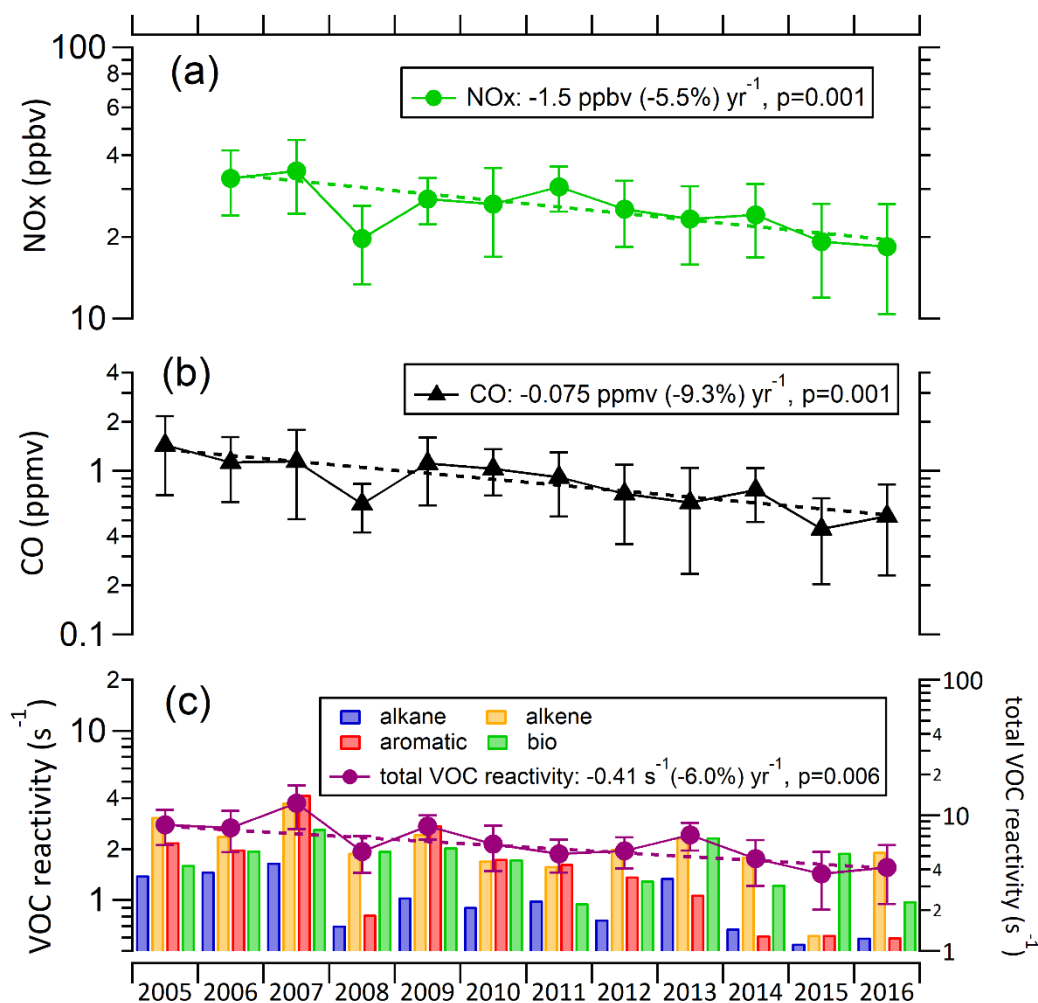 (a)
NOx: -1.5 ppbv (-5.5%) yr-1, p=0.001
NOx (ppbv)
100
8
6
4
2
10
(b)
CO: -0.075 ppmv (-9.3%) yr-1, p=0.001
CO (ppmv)
4
2
1
4
2
0.1
(c)
alkane
alkene
aromatic
bio
total VOC reactivity: -0.41 s-1(-6.0%) yr-1, p=0.006
VOC reactivity (s-1)
2
10
4
2
1
total VOC reactivity (s-1)
100
4
2
10
4
2
1
2005 2006 2007 2008 2009 2010 2011 2012 2013 2014 2015 2016